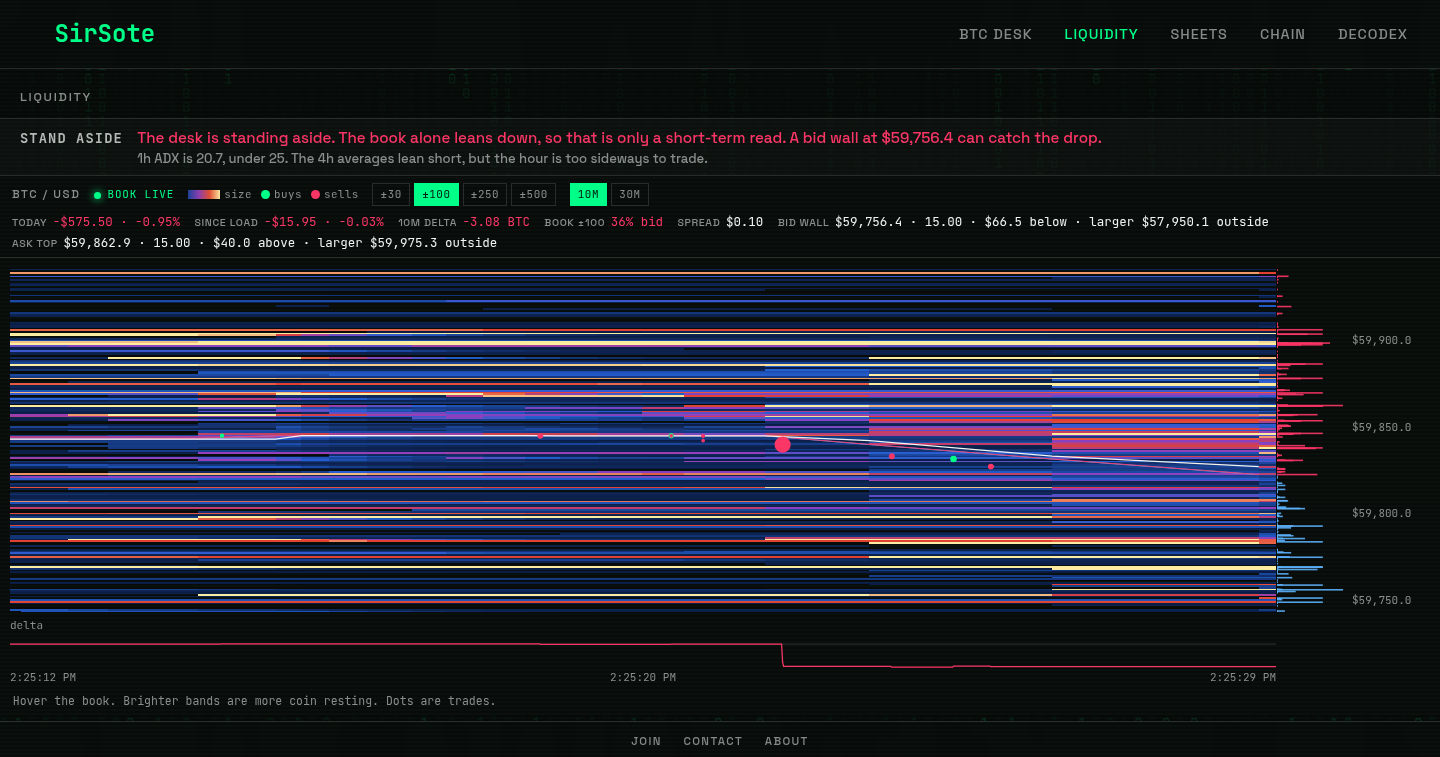 SirSote
BTC DESK LIQUIDITY SHEETS CHAIN DECODEX
LIQUIDITY
STAND ASIDE The desk is standing aside. The book alone leans down, so that is only a short-term read. A bid wall at $59,756.4 can catch the drop.
1h ADX is 20.7, under 25. The 4h averages lean short, but the hour is too sideways to trade.
BTC / USD BOOK LIVE size buys sells ±30 ±100 ±250 ±500 10M 30M
TODAY -$575.50 · -0.95% SINCE LOAD -$15.95 · -0.03% 10M DELTA -3.08 BTC BOOK ±100 36% bid SPREAD $0.10 BID WALL $59,756.4 · 15.00 · $66.5 below · larger $57,950.1 outside
ASK TOP $59,862.9 · 15.00 · $40.0 above · larger $59,975.3 outside
$59,900.0
$59,850.0
$59,800.0
$59,750.0
delta
2:25:12 PM 2:25:20 PM 2:25:29 PM
Hover the book. Brighter bands are more coin resting. Dots are trades.
JOIN CONTACT ABOUT